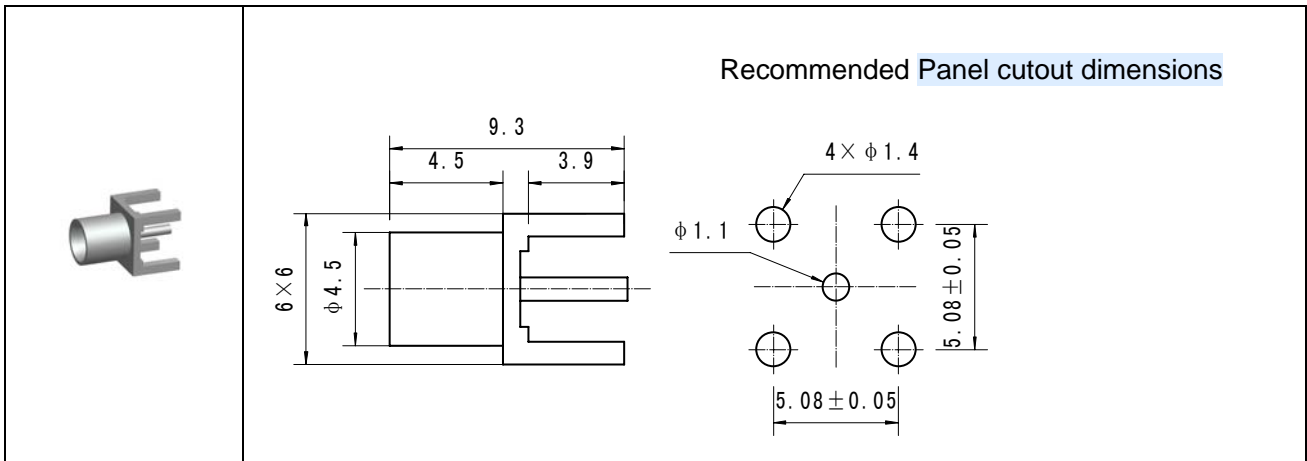 Recommended Panel cutout dimensions
9.3
4.5
3.9
6×6
φ4.5
4×φ1.4
φ1.1
5.08±0.05
5.08±0.05